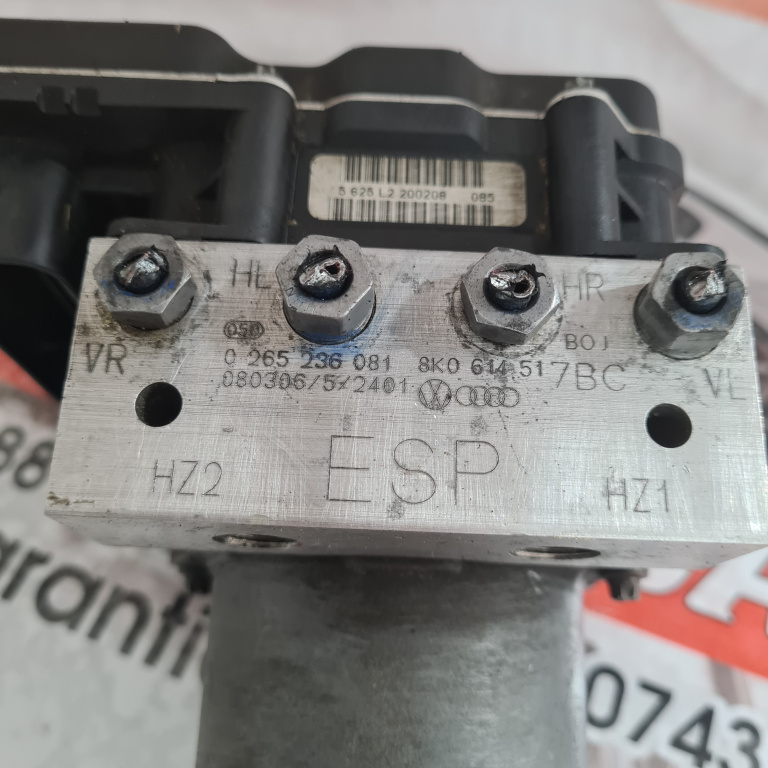 5 625 L2 200208 085
HL HR
BOJ
VR 0 265 236 081 8K0 614 517BC VL
080306/5/2401
HZ2 ESP HZ1
88
aranti
0743